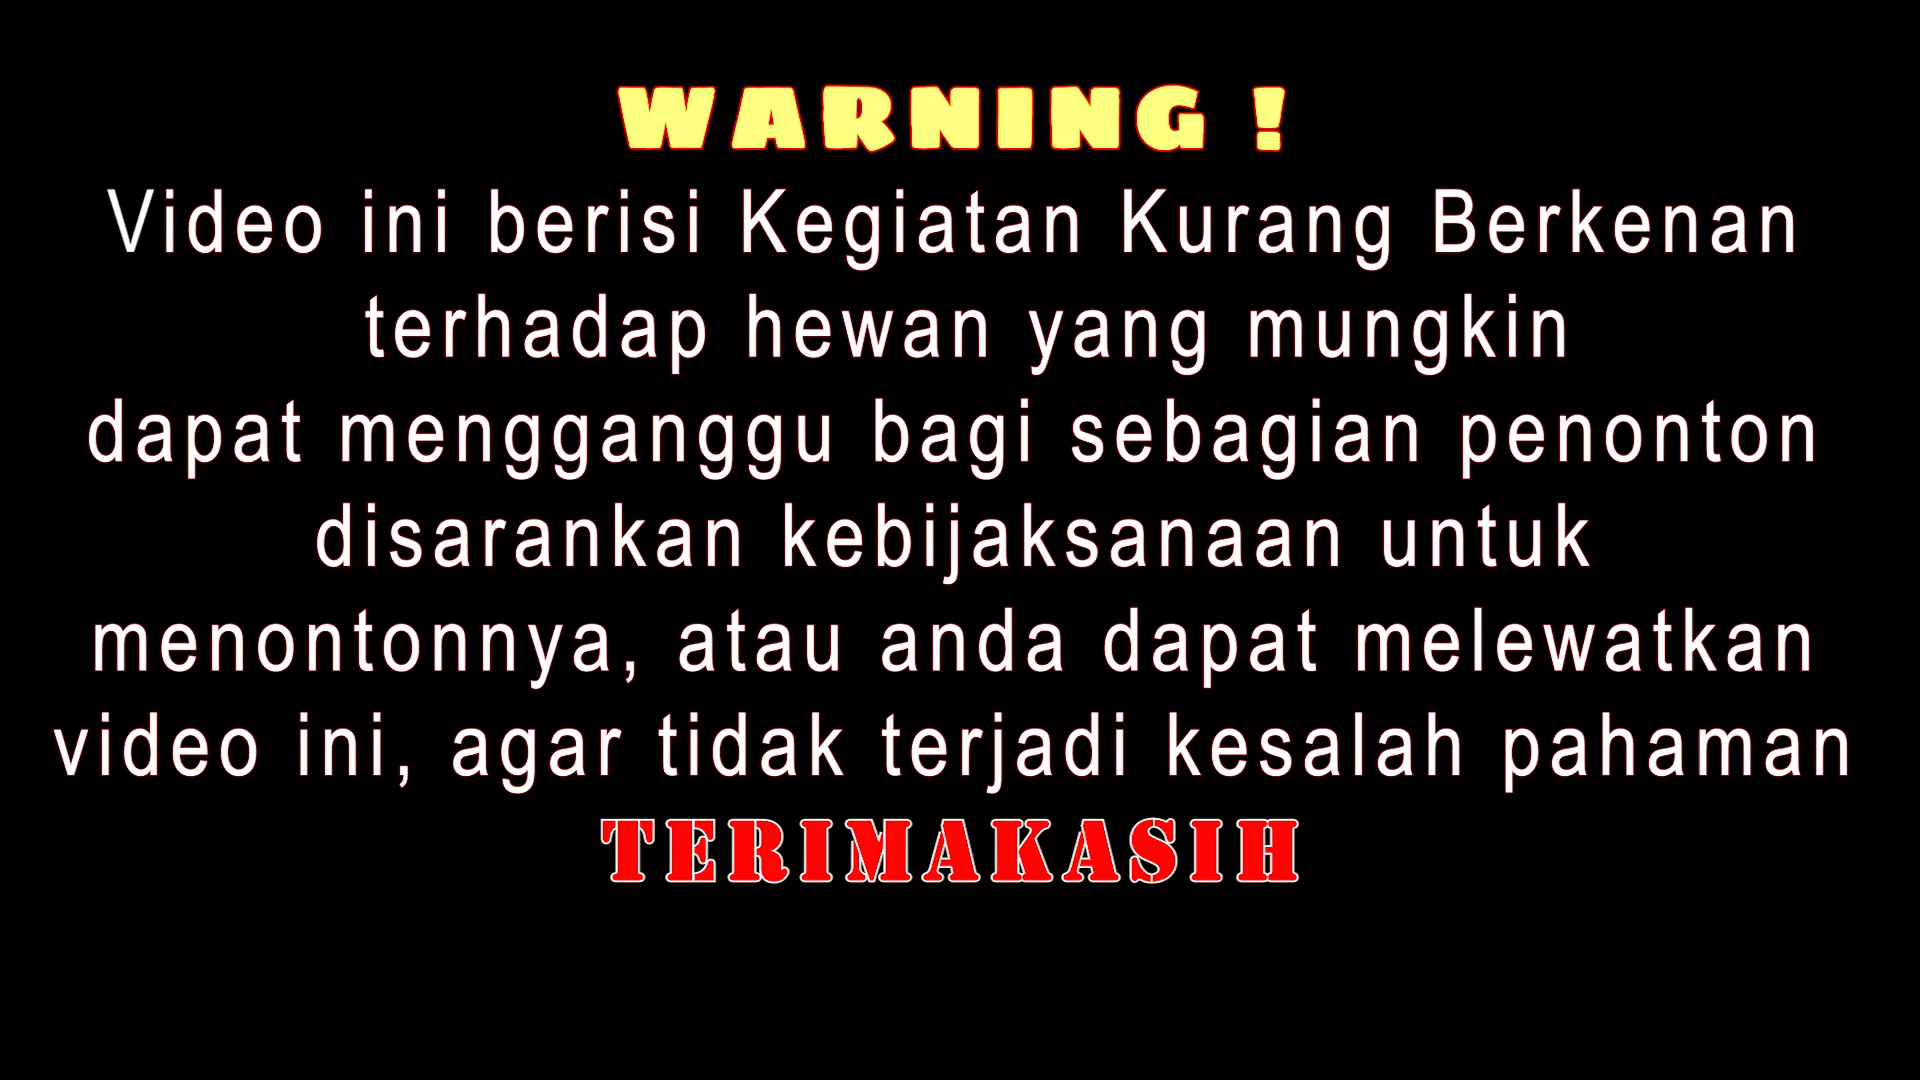 WARNING !
Video ini berisi Kegiatan Kurang Berkenan
terhadap hewan yang mungkin
dapat mengganggu bagi sebagian penonton
disarankan kebijaksanaan untuk
menontonnya, atau anda dapat melewatkan
video ini, agar tidak terjadi kesalah pahaman
TERIMAKASIH